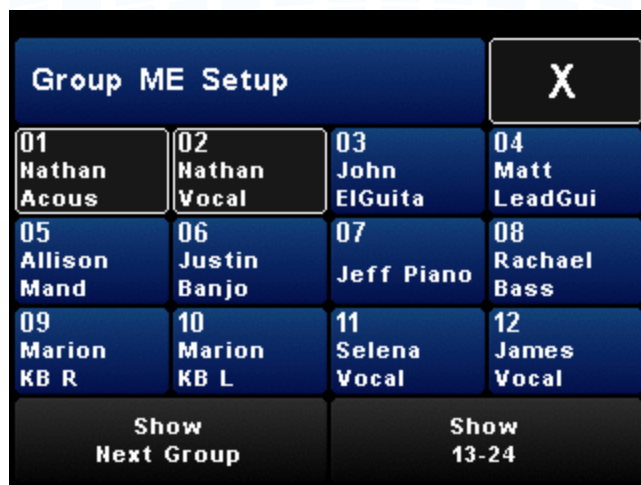 Group ME Setup
X
01
Nathan
Acous
02
Nathan
Vocal
03
John
ElGuita
04
Matt
LeadGui
05
Allison
Mand
06
Justin
Banjo
07
Jeff Piano
08
Rachael
Bass
09
Marion
KB R
10
Marion
KB L
11
Selena
Vocal
12
James
Vocal
Show
Next Group
Show
13-24